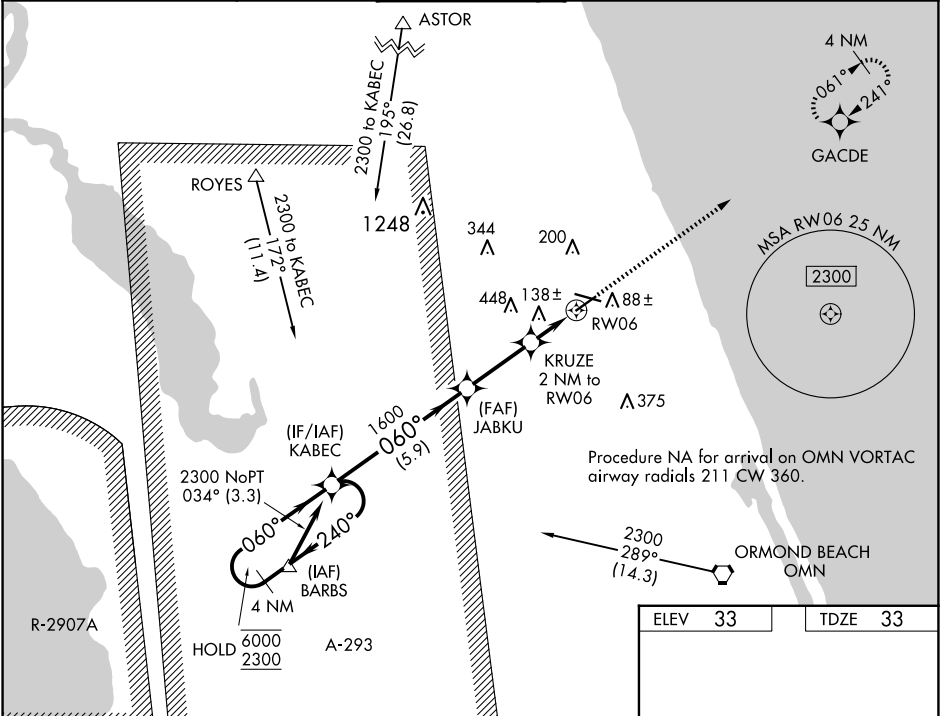 ASTOR
2300 to KABEC
195°
(26.8)
4 NM
061°
241°
GACDE
ROYES
2300 to KABEC
172°
(11.4)
1248
344
200
MSA RW06 25 NM
2300
448
138±
88±
RW06
KRUZE
2 NM to
RW06
375
(FAF)
JABKU
1600
060°
(5.9)
(IF/IAF)
KABEC
2300 NoPT
034° (3.3)
Procedure NA for arrival on OMN VORTAC
airway radials 211 CW 360.
060°
240°
2300
289°
(14.3)
ORMOND BEACH
OMN
(IAF)
BARBS
4 NM
R-2907A
HOLD
6000
2300
A-293
ELEV 33
TDZE 33